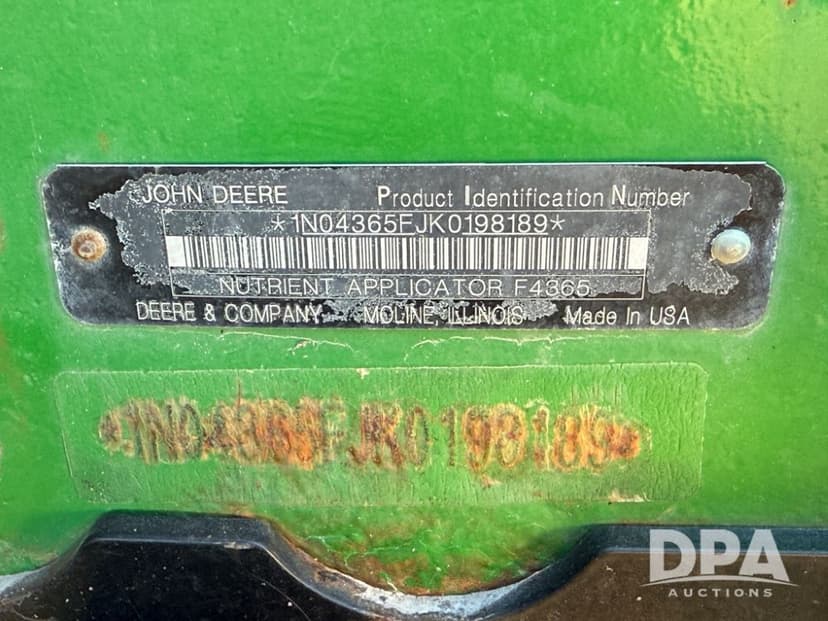 JOHN DEERE Product Identification Number
*1N04365FJK0198189*
NUTRIENT APPLICATOR F4365
DEERE & COMPANY MOLINE, ILLINOIS Made In USA
DPA
AUCTIONS